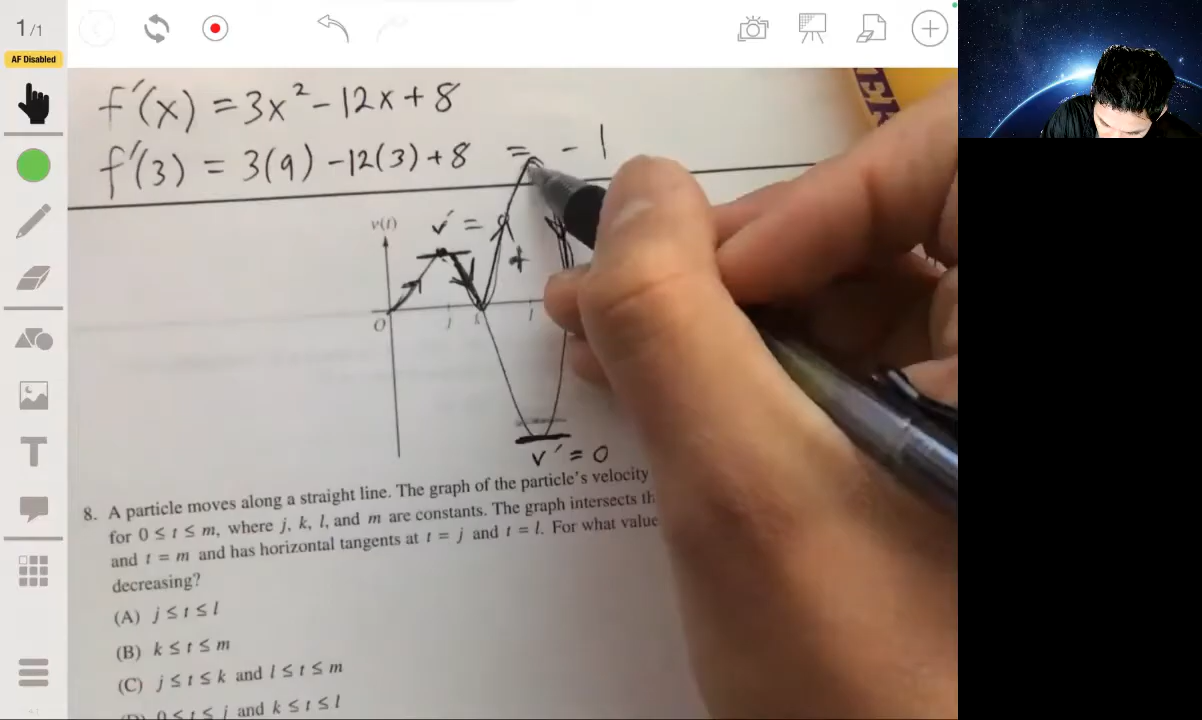 1/1
AF Disabled
f'(x) = 3x² - 12x + 8
f'(3) = 3(9) - 12(3) + 8 = - 1
v(t)
v' =
+
O
j
k
l
v' = 0
8. A particle moves along a straight line. The graph of the particle's velocity
for 0 ≤ t ≤ m, where j, k, l, and m are constants. The graph intersects th
and t = m and has horizontal tangents at t = j and t = l. For what value
decreasing?
(A) j ≤ t ≤ l
(B) k ≤ t ≤ m
(C) j ≤ t ≤ k and l ≤ t ≤ m
(D) 0 ≤ t ≤ j and k ≤ t ≤ l
T